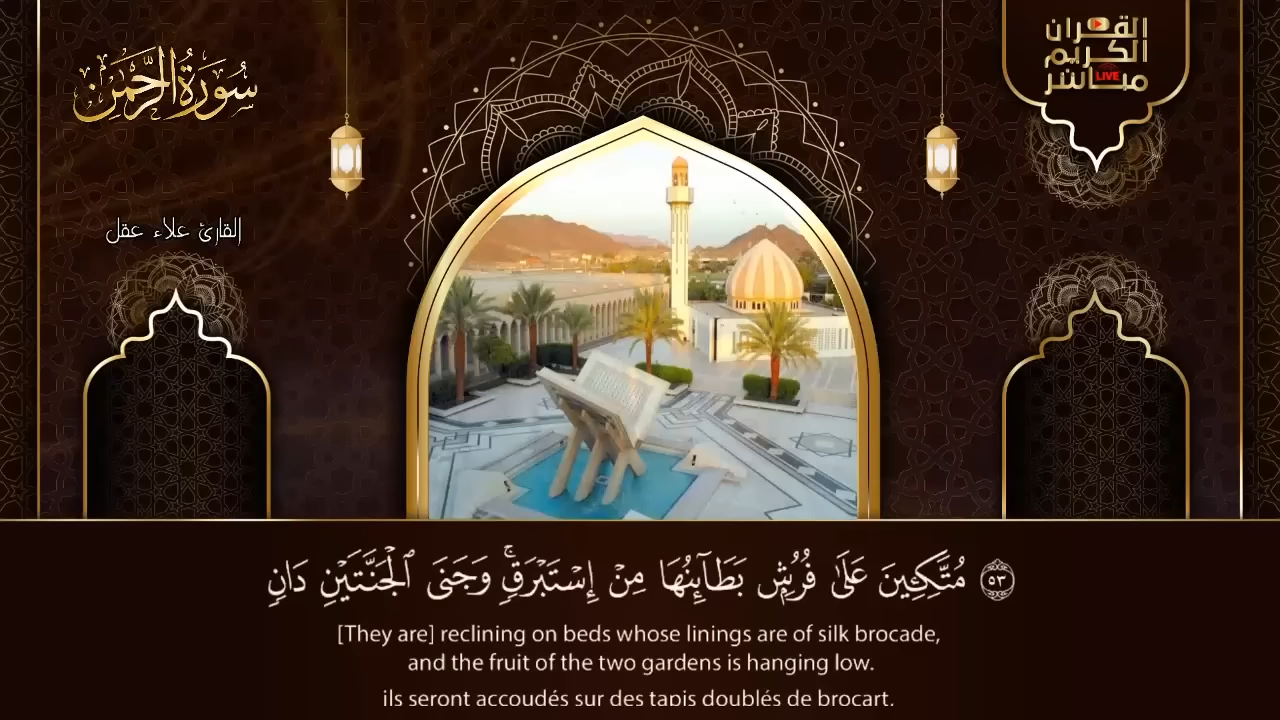 سُورَةُ الرَّحْمَٰن
القرآن
الكريم
مباشر
LIVE
القارئ علاء عقل
٥٣ مُتَّكِـِٔينَ عَلَىٰ فُرُشٍۭ بَطَآئِنُهَا مِنْ إِسْتَبْرَقٍۚ وَجَنَى ٱلْجَنَّتَيْنِ دَانٍ
[They are] reclining on beds whose linings are of silk brocade,
and the fruit of the two gardens is hanging low.
ils seront accoudés sur des tapis doublés de brocart.